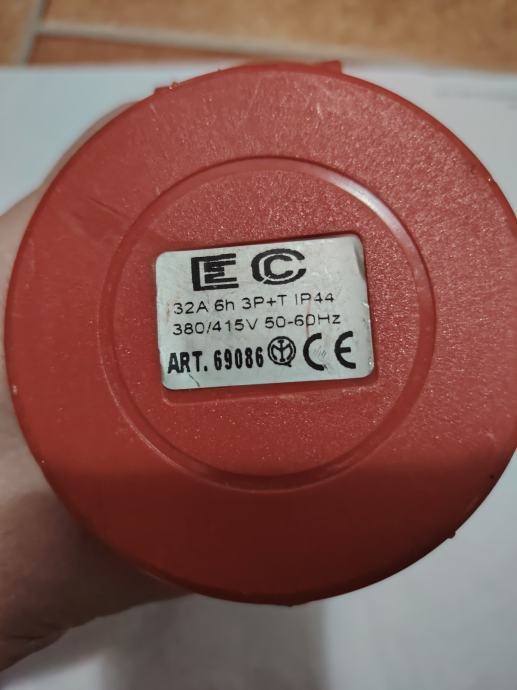 EC
32A 6h 3P+T IP44
380/415V 50-60Hz
ART. 69086 CE